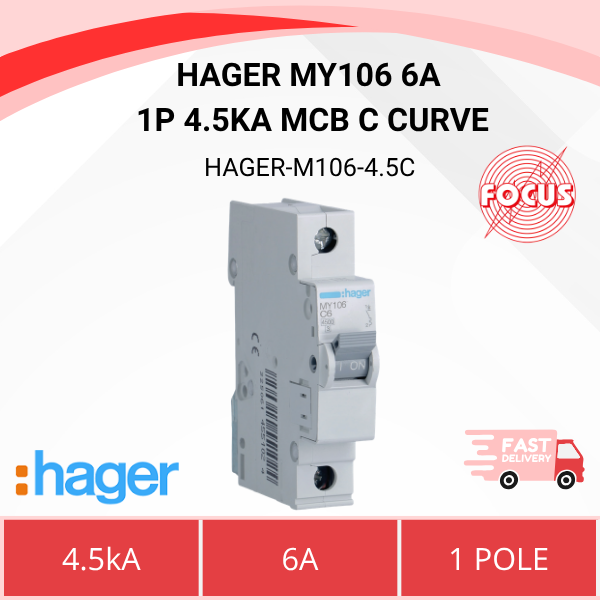 HAGER MY106 6A
1P 4.5KA MCB C CURVE
HAGER-M106-4.5C
FOCUS
:hager
MY106
C6
I ON
CE
:hager
FAST
DELIVERY
4.5kA
6A
1 POLE